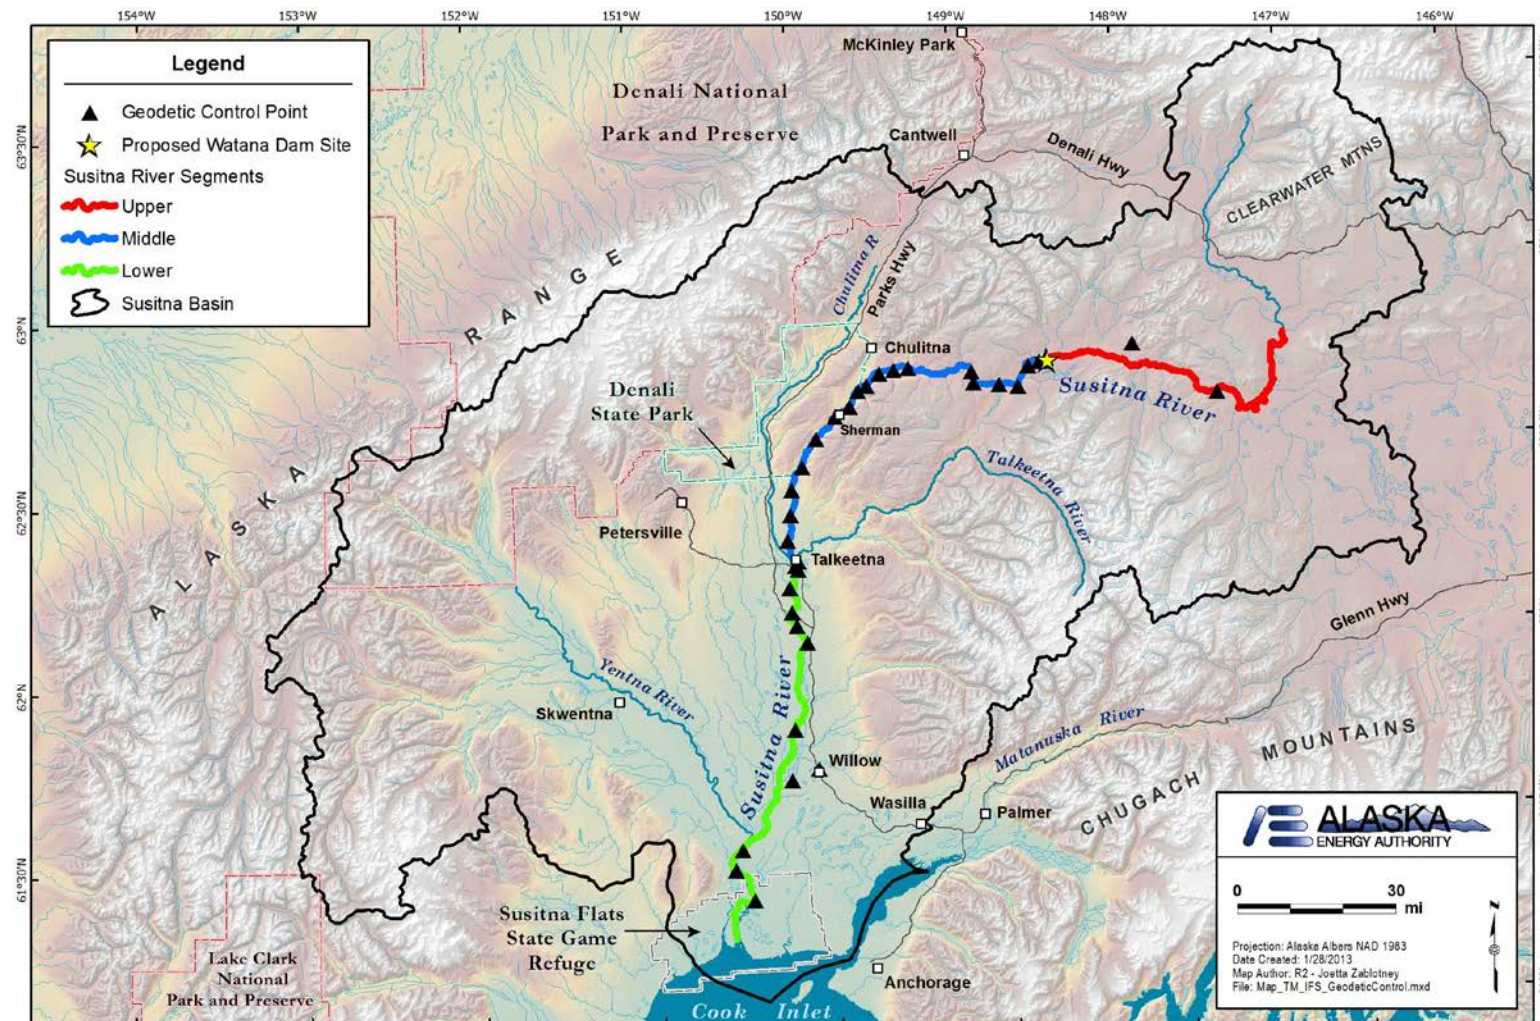 154°W 153°W 152°W 151°W 150°W 149°W 148°W 147°W 146°W
Legend
Geodetic Control Point
Proposed Watana Dam Site
Susitna River Segments
Upper
Middle
Lower
Susitna Basin
McKinley Park
Denali National
Park and Preserve
Cantwell
Denali Hwy
CLEARWATER MTNS
63°30'N
ALASKA RANGE
Chulitna R
Parks Hwy
63°N
Chulitna
Denali
State Park
Susitna River
Sherman
Talkeetna River
62°30'N
Petersville
Talkeetna
Glenn Hwy
Yentna River
Susitna River
62°N
Skwentna
Matanuska River
CHUGACH MOUNTAINS
Willow
Wasilla
Palmer
61°30'N
Susitna Flats
State Game
Refuge
Lake Clark
National
Park and Preserve
Anchorage
Cook Inlet
ALASKA
ENERGY AUTHORITY
0 30
mi
N
Projection: Alaska Albers NAD 1983
Date Created: 1/28/2013
Map Author: R2 - Joetta Zablotney
File: Map_TM_IFS_GeodeticControl.mxd